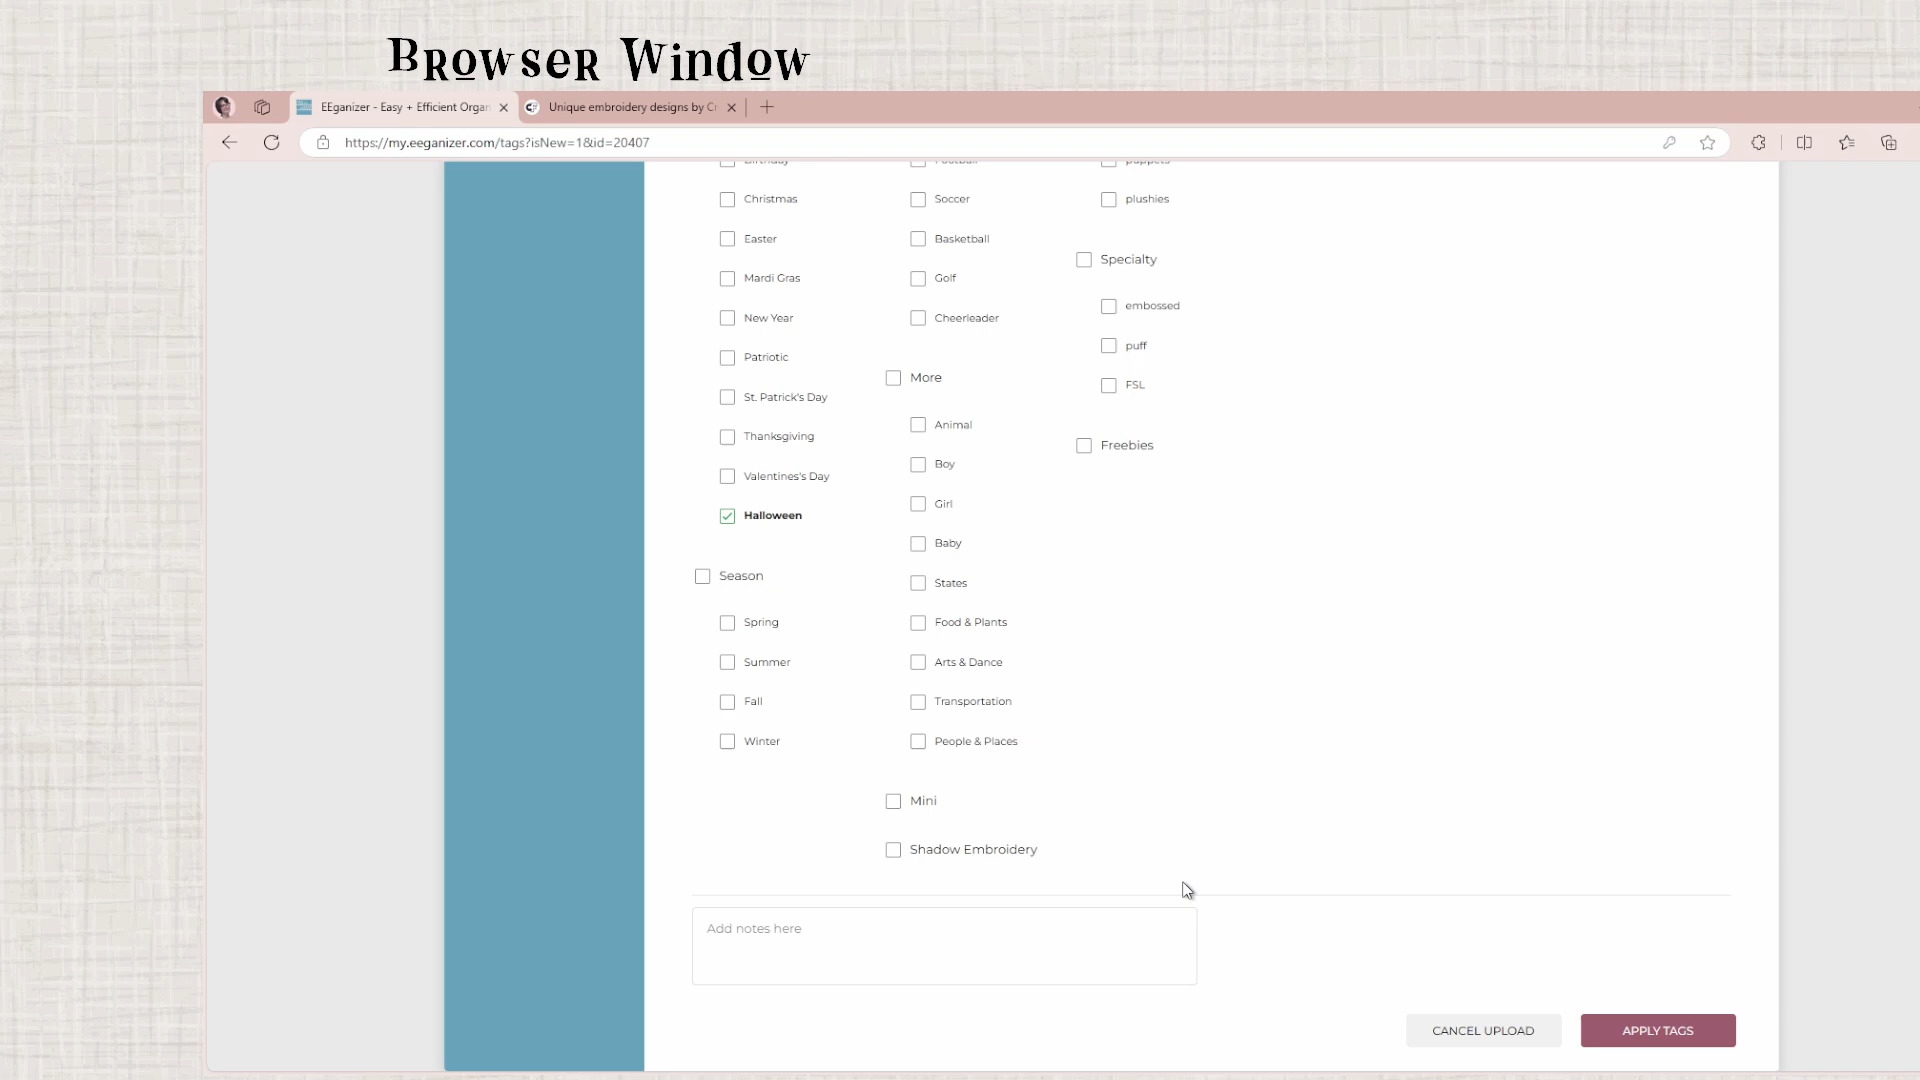 Browser Window
EEganizer - Easy + Efficient Organ
Unique embroidery designs by Cr
https://my.eeganizer.com/tags?isNew=1&id=20407
Birthday
Christmas
Easter
Mardi Gras
New Year
Patriotic
St. Patrick's Day
Thanksgiving
Valentines's Day
Halloween
Season
Spring
Summer
Fall
Winter
Football
Soccer
Basketball
Golf
Cheerleader
More
Animal
Boy
Girl
Baby
States
Food & Plants
Arts & Dance
Transportation
People & Places
Mini
Shadow Embroidery
puppets
plushies
Specialty
embossed
puff
FSL
Freebies
Add notes here
CANCEL UPLOAD
APPLY TAGS